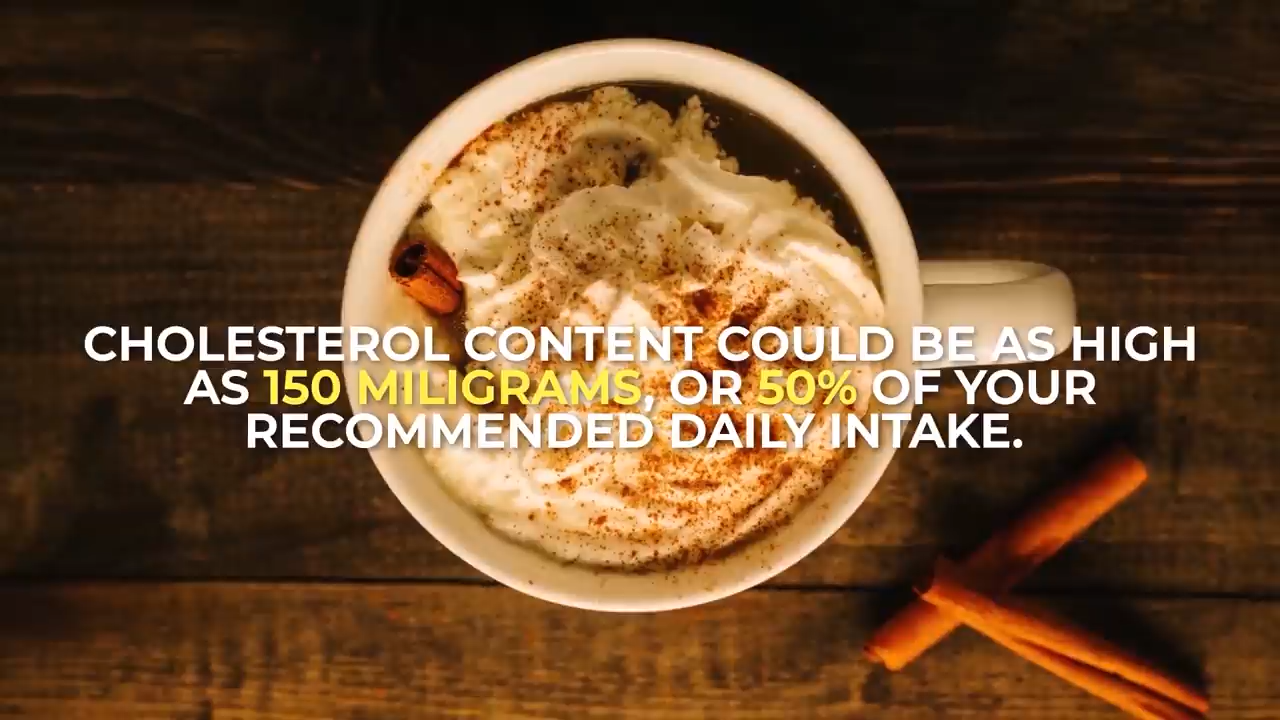 CHOLESTEROL CONTENT COULD BE AS HIGH
AS 150 MILIGRAMS, OR 50% OF YOUR
RECOMMENDED DAILY INTAKE.